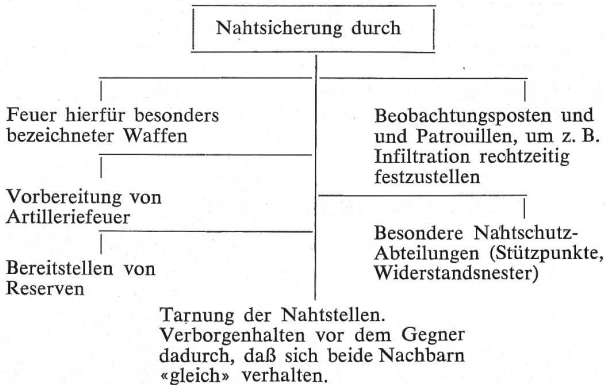 Nahtsicherung durch
Feuer hierfür besonders
bezeichneter Waffen
Vorbereitung von
Artilleriefeuer
Bereitstellen von
Reserven
Beobachtungsposten und
und Patrouillen, um z. B.
Infiltration rechtzeitig
festzustellen
Besondere Nahtschutz-
Abteilungen (Stützpunkte,
Widerstandsnester)
Tarnung der Nahtstellen.
Verborgenhalten vor dem Gegner
dadurch, daß sich beide Nachbarn
«gleich» verhalten.